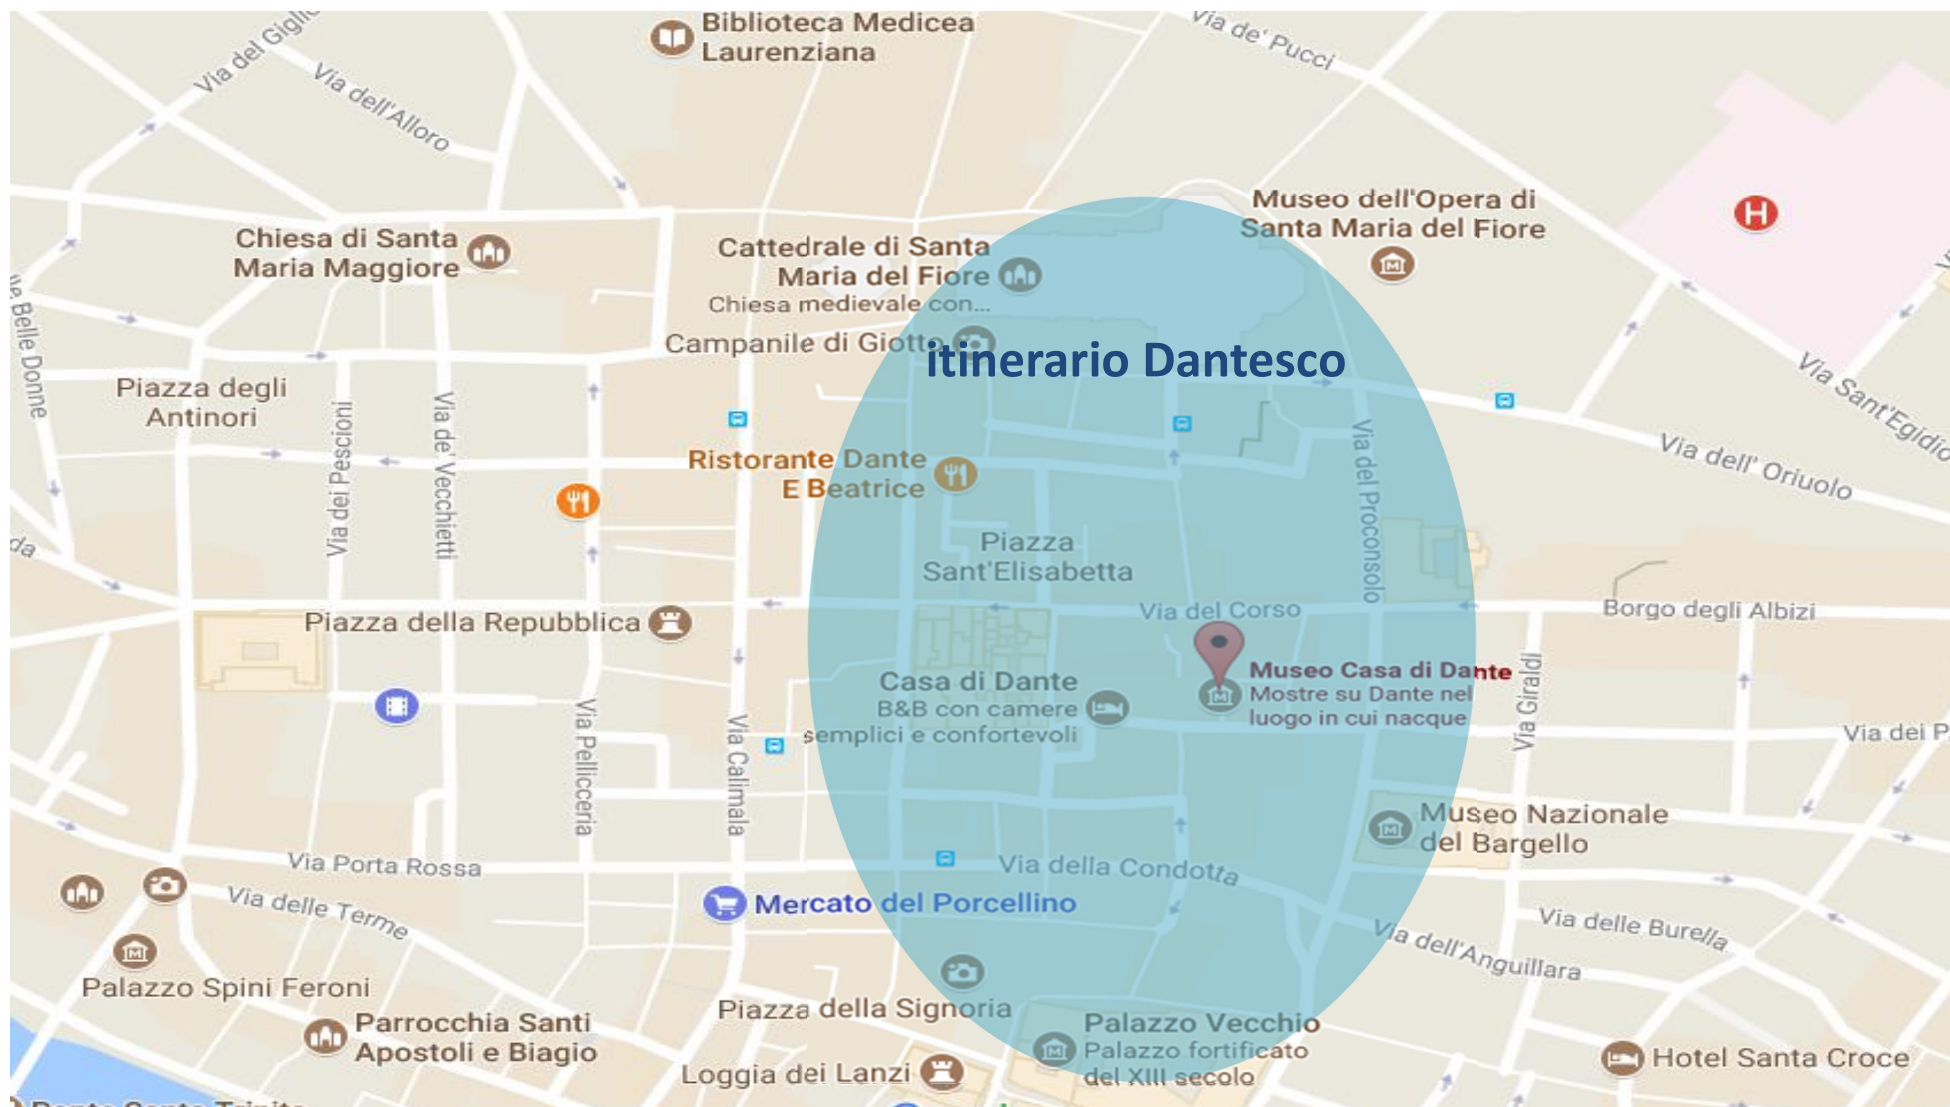 Biblioteca Medicea
Laurenziana
Via del Giglio
Via de' Pucci
Via dell'Alloro
Museo dell'Opera di
Santa Maria del Fiore
H
Chiesa di Santa
Maria Maggiore
Cattedrale di Santa
Maria del Fiore
Chiesa medievale con...
Campanile di Giotto
itinerario Dantesco
Belle Donne
Piazza degli
Antinori
Via dei Pescioni
Via de' Vecchietti
Via Sant'Egidio
Via dell' Oriuolo
Via del Proconsolo
Ristorante Dante
E Beatrice
Piazza
Sant'Elisabetta
da
Via del Corso
Borgo degli Albizi
Piazza della Repubblica
Museo Casa di Dante
Mostre su Dante nel
luogo in cui nacque
Casa di Dante
B&B con camere
semplici e confortevoli
Via Giraldi
Via dei P
Via Pellicceria
Via Calimala
Museo Nazionale
del Bargello
Via Porta Rossa
Via della Condotta
Via delle Terme
Mercato del Porcellino
Via delle Burella
Via dell'Anguillara
Palazzo Spini Feroni
Piazza della Signoria
Parrocchia Santi
Apostoli e Biagio
Palazzo Vecchio
Palazzo fortificato
del XIII secolo
Loggia dei Lanzi
Hotel Santa Croce